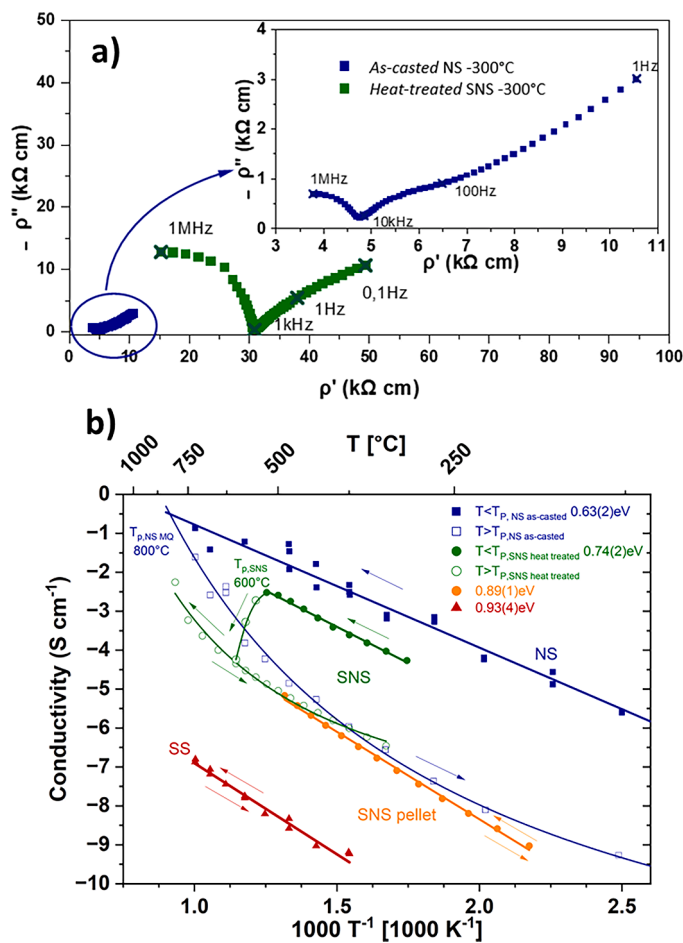 a)
50
40
30
20
10
0
− ρ'' (kΩ cm)
0 10 20 30 40 50 60 70 80 90 100
ρ' (kΩ cm)
1MHz
1kHz
1Hz
0,1Hz
4
3
2
1
0
− ρ'' (kΩ cm)
As-casted NS -300°C
Heat-treated SNS -300°C
1MHz
10kHz
100Hz
1Hz
3 4 5 6 7 8 9 10 11
ρ' (kΩ cm)
b)
T [°C]
1000 750 500 250
0
−1
−2
−3
−4
−5
−6
−7
−8
−9
−10
Conductivity (S cm⁻¹)
T<TP, NS as-casted 0.63(2)eV
T>TP,NS as-casted
T<TP,SNS heat treated 0.74(2)eV
T>TP,SNS heat treated
0.89(1)eV
0.93(4)eV
Tp,NS MQ
800°C
Tp,SNS
600°C
NS
SNS
SS
SNS pellet
1.0 1.5 2.0 2.5
1000 T⁻¹ [1000 K⁻¹]